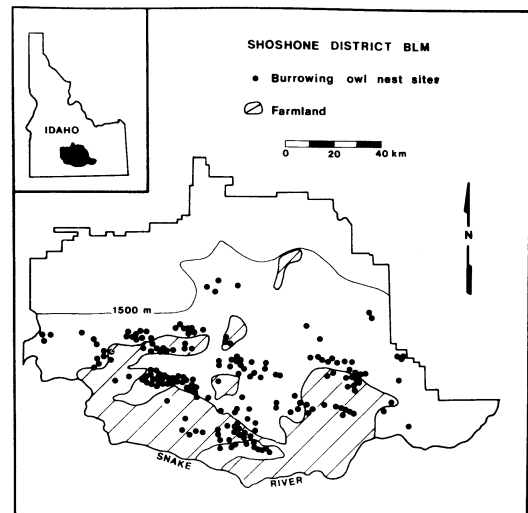 SHOSHONE DISTRICT BLM
Burrowing owl nest sites
Farmland
IDAHO
0 20 40 km
N
1500 m
SNAKE
RIVER